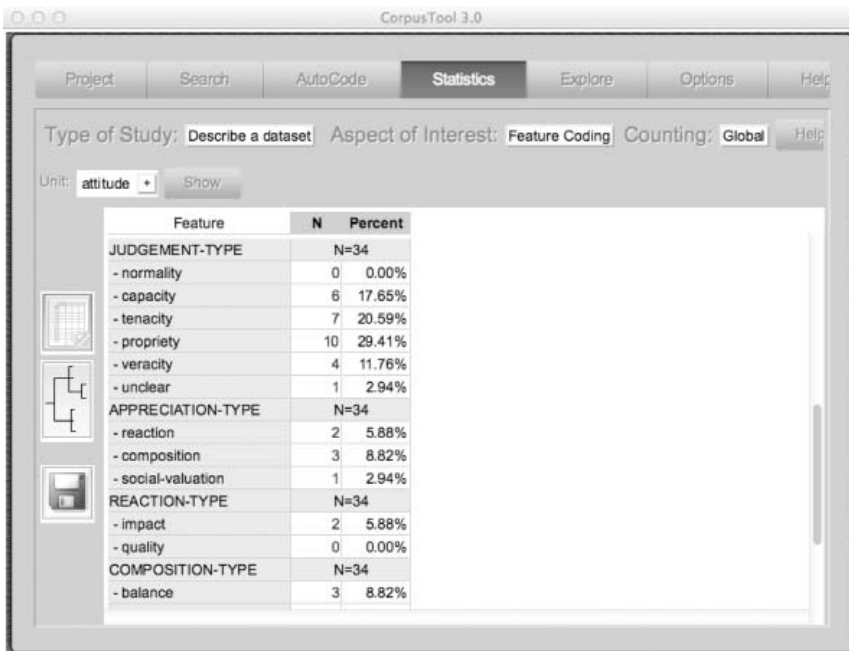 CorpusTool 3.0
Project Search AutoCode Statistics Explore Options Help
Type of Study: Describe a dataset Aspect of Interest: Feature Coding Counting: Global Help
Unit: attitude + Show
Feature N Percent
JUDGEMENT-TYPE N=34
- normality 0 0.00%
- capacity 6 17.65%
- tenacity 7 20.59%
- propriety 10 29.41%
- veracity 4 11.76%
- unclear 1 2.94%
APPRECIATION-TYPE N=34
- reaction 2 5.88%
- composition 3 8.82%
- social-valuation 1 2.94%
REACTION-TYPE N=34
- impact 2 5.88%
- quality 0 0.00%
COMPOSITION-TYPE N=34
- balance 3 8.82%